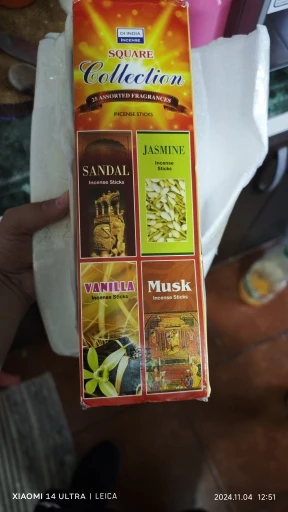 INCENSE
SQUARE
Collection
25 ASSORTED FRAGRANCES
INCENSE STICKS
SANDAL
Incense Sticks
JASMINE
Incense
Sticks
VANILLA
Incense Sticks
Musk
Incense Sticks
XIAOMI 14 ULTRA | LEICA
2024.11.04 12:51